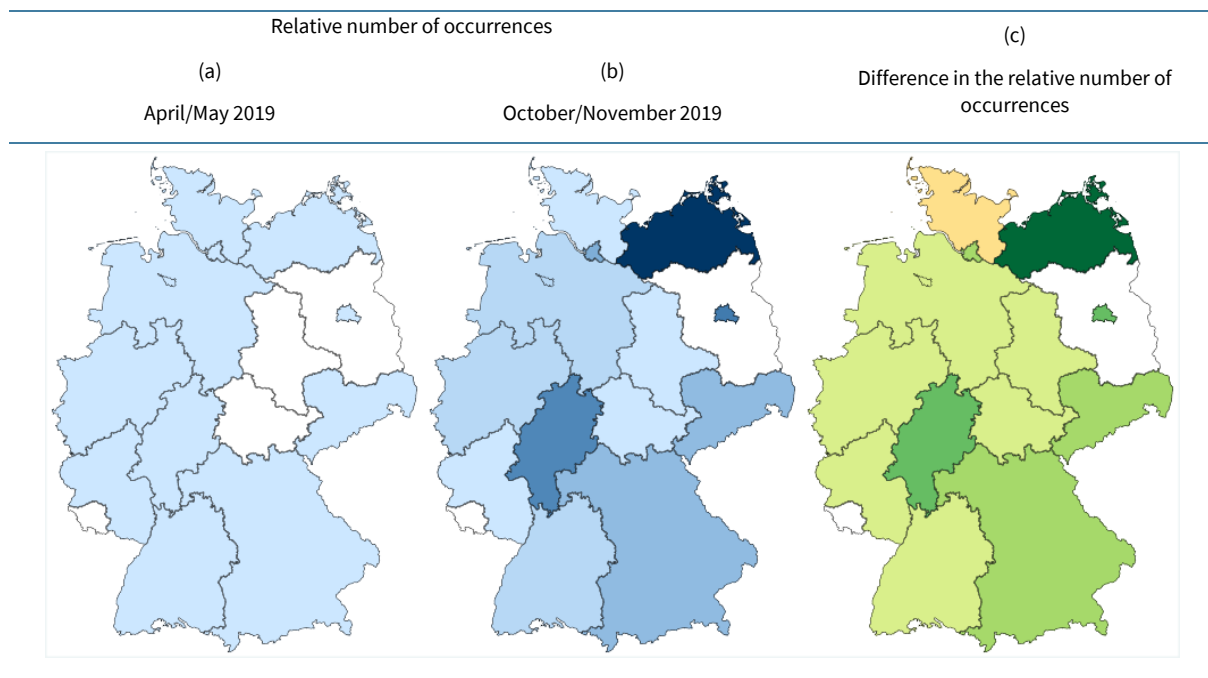 Relative number of occurrences
(a)
April/May 2019
(b)
October/November 2019
(c)
Difference in the relative number of
occurrences